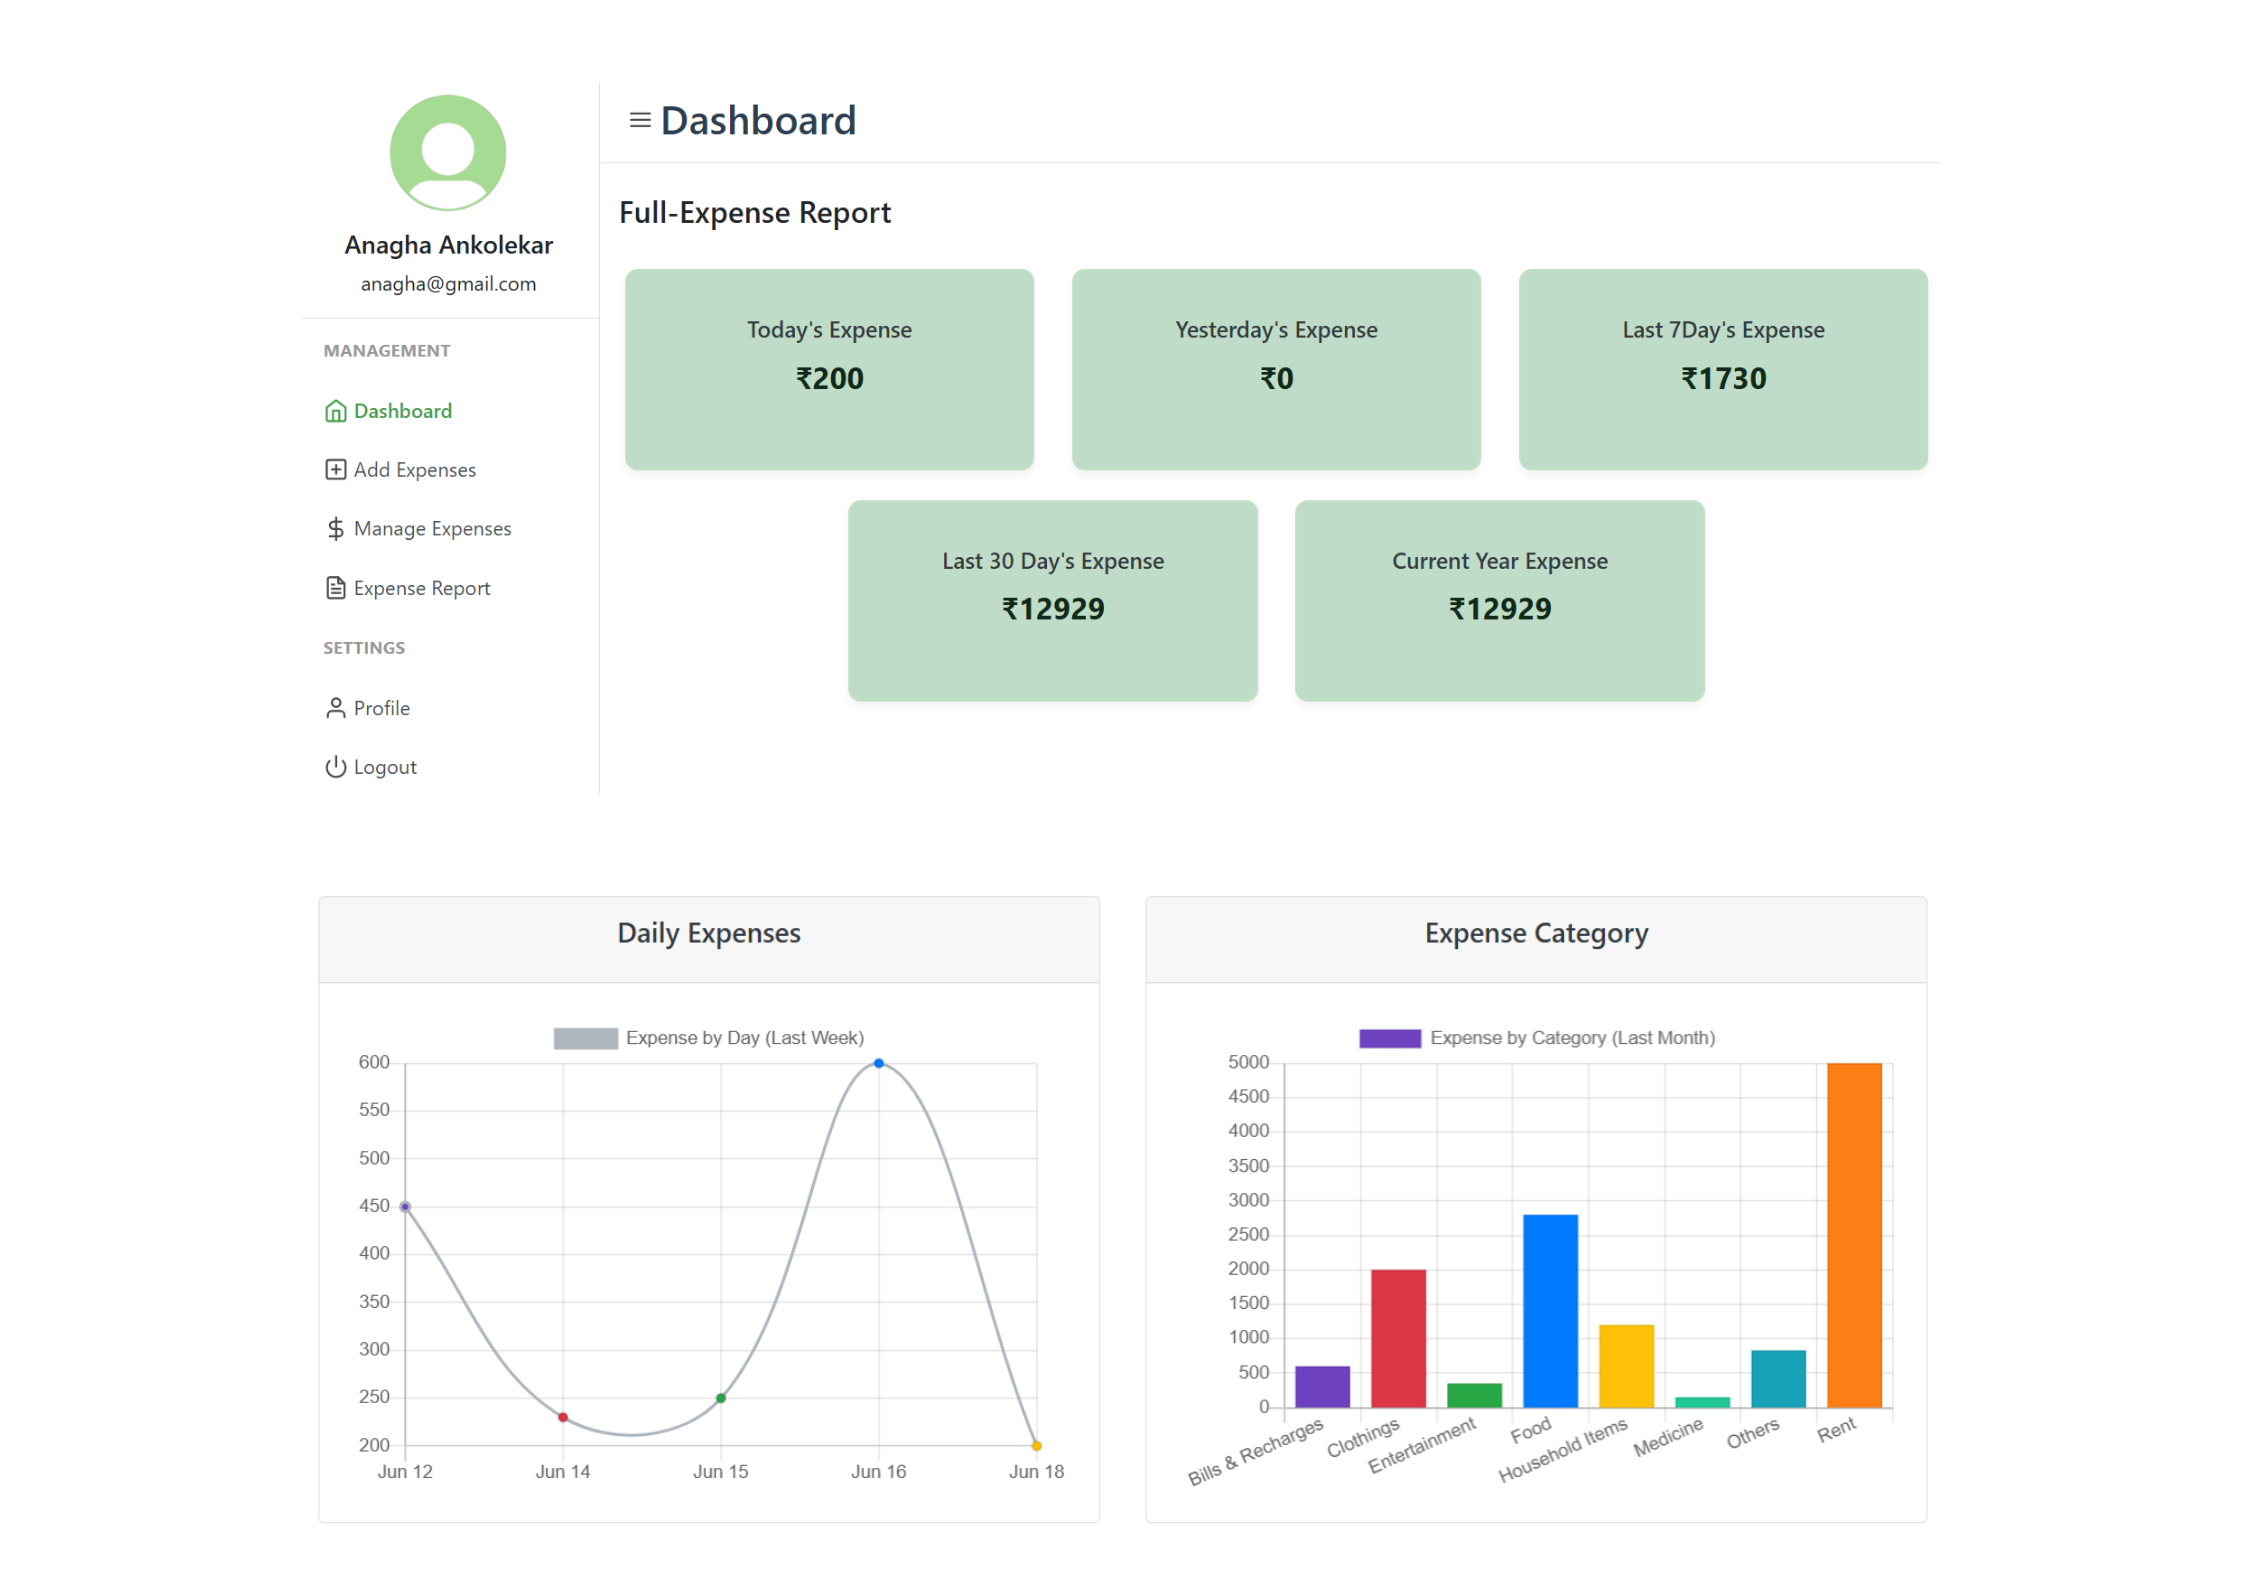 Anagha Ankolekar
anagha@gmail.com
MANAGEMENT
Dashboard
Add Expenses
Manage Expenses
Expense Report
SETTINGS
Profile
Logout
Dashboard
Full-Expense Report
Today's Expense
₹200
Yesterday's Expense
₹0
Last 7Day's Expense
₹1730
Last 30 Day's Expense
₹12929
Current Year Expense
₹12929
Daily Expenses
Expense by Day (Last Week)
600
550
500
450
400
350
300
250
200
Jun 12 Jun 14 Jun 15 Jun 16 Jun 18
Expense Category
Expense by Category (Last Month)
5000
4500
4000
3500
3000
2500
2000
1500
1000
500
0
Bills & Recharges Clothings Entertainment Food Household Items Medicine Others Rent